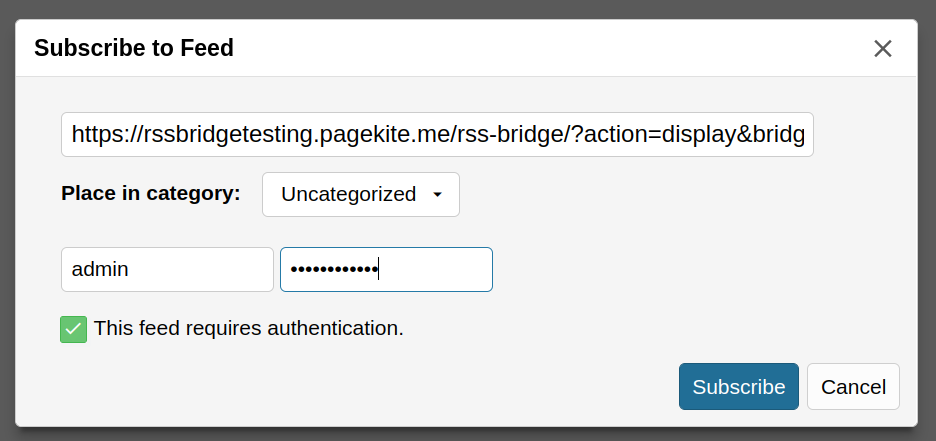 Subscribe to Feed
https://rssbridgetesting.pagekite.me/rss-bridge/?action=display&bridg
Place in category: Uncategorized
admin ••••••••••••
This feed requires authentication.
Subscribe Cancel